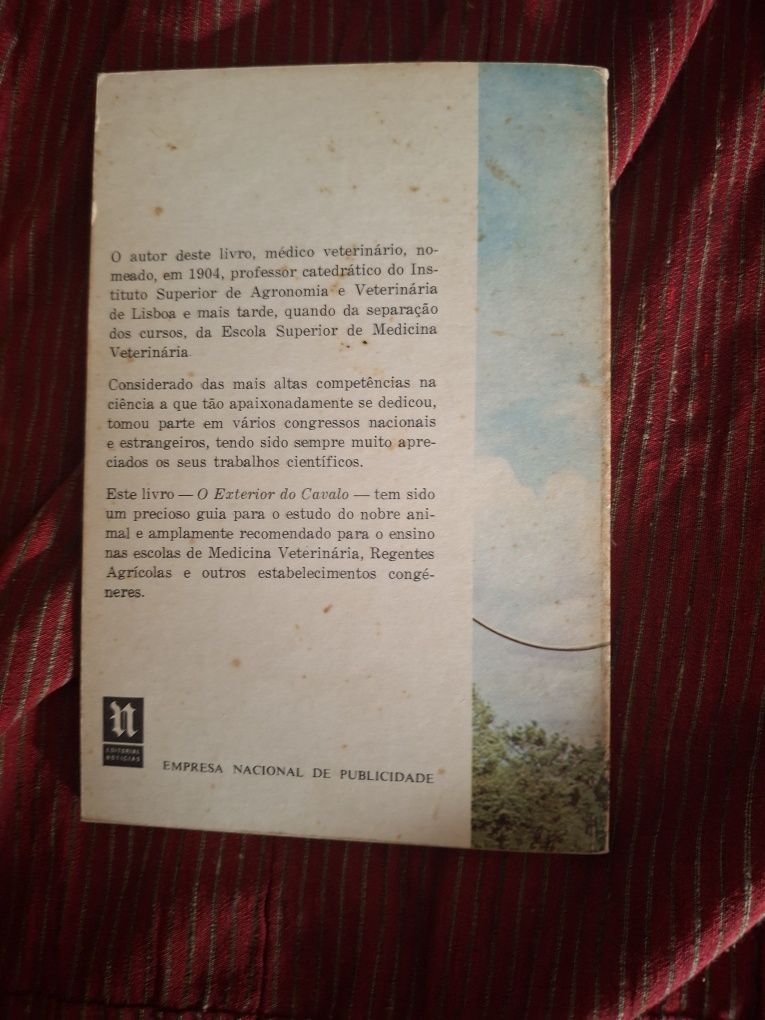 O autor deste livro, médico veterinário, no-
meado, em 1904, professor catedrático do Ins-
tituto Superior de Agronomia e Veterinária
de Lisboa e mais tarde, quando da separação
dos cursos, da Escola Superior de Medicina
Veterinária.
Considerado das mais altas competências na
ciência a que tão apaixonadamente se dedicou,
tomou parte em vários congressos nacionais
e estrangeiros, tendo sido sempre muito apre-
ciados os seus trabalhos científicos.
Este livro — O Exterior do Cavalo — tem sido
um precioso guia para o estudo do nobre ani-
mal e amplamente recomendado para o ensino
nas escolas de Medicina Veterinária, Regentes
Agrícolas e outros estabelecimentos congé-
neres.
N
EDITORIAL
NOTÍCIAS
EMPRESA NACIONAL DE PUBLICIDADE